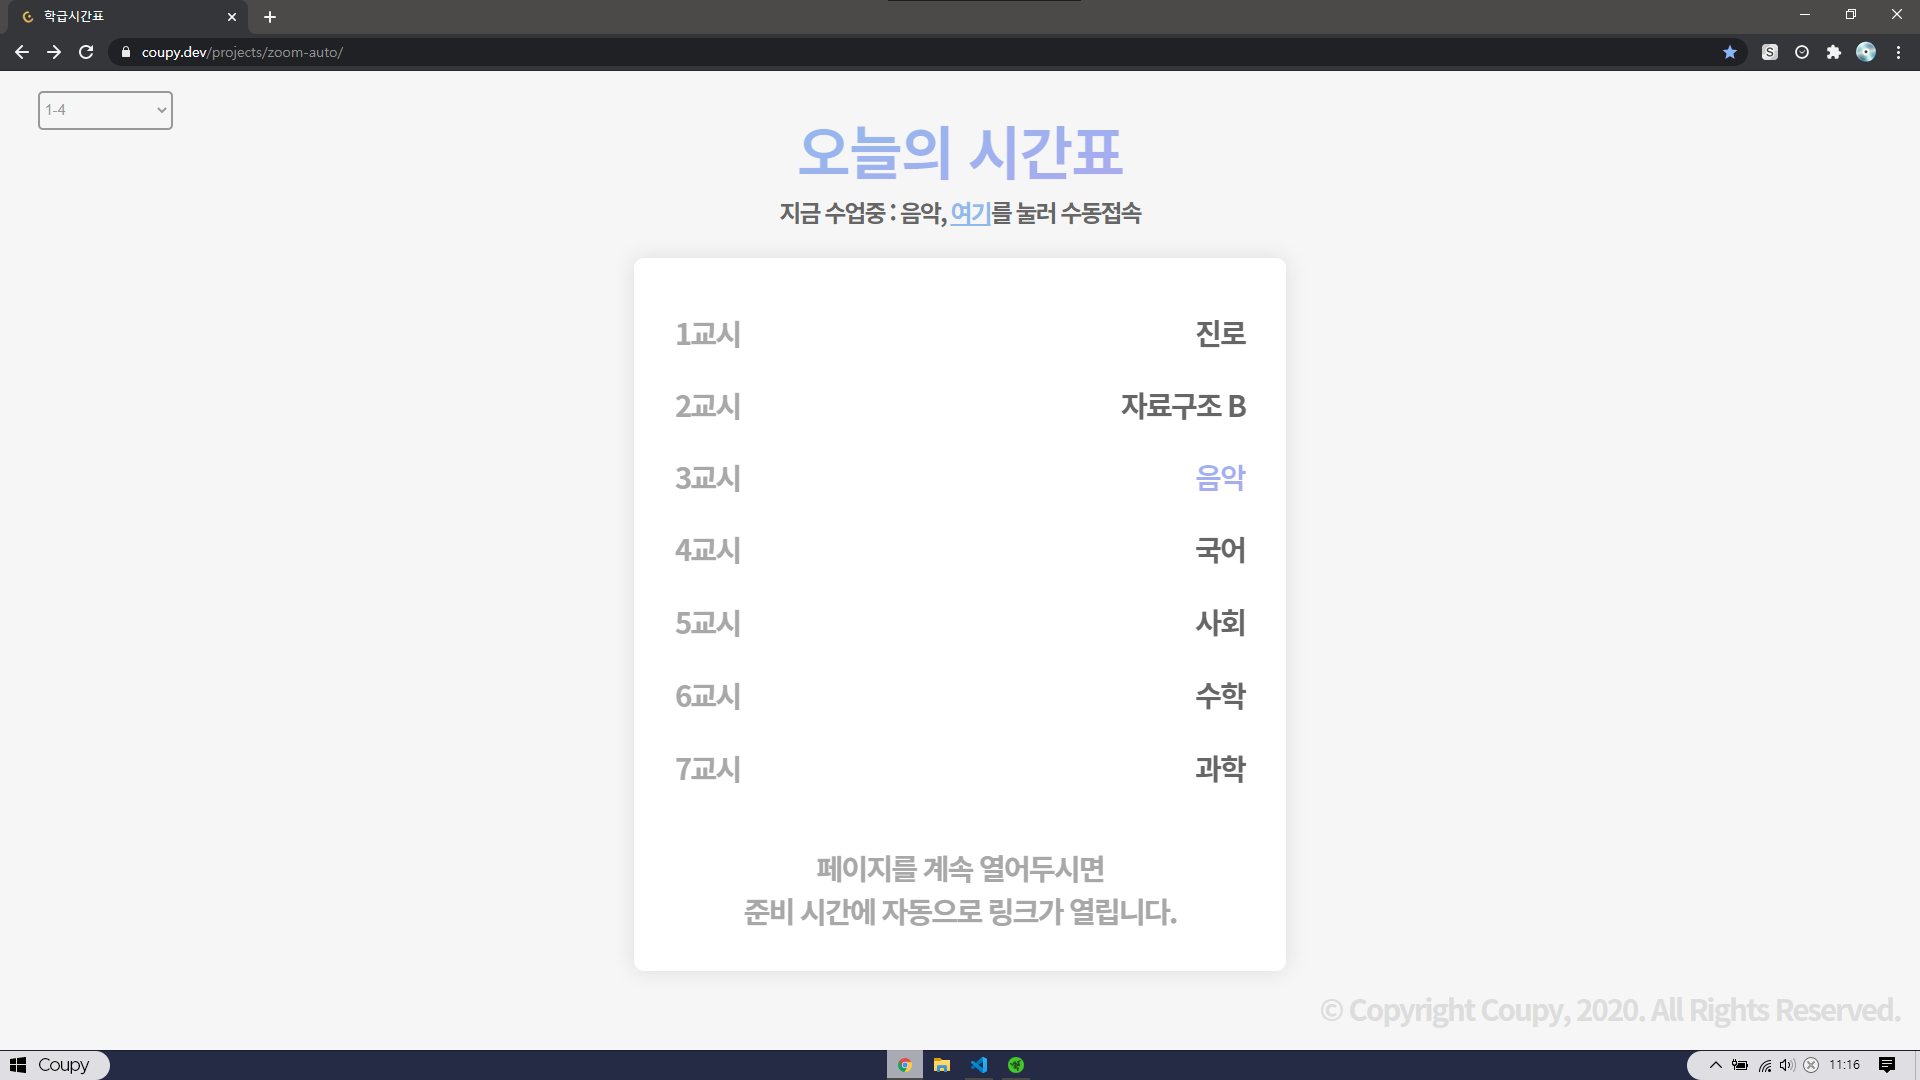 학급시간표
coupy.dev/projects/zoom-auto/
S
1-4
오늘의 시간표
지금 수업중 : 음악, 여기를 눌러 수동접속
1교시 진로
2교시 자료구조 B
3교시 음악
4교시 국어
5교시 사회
6교시 수학
7교시 과학
페이지를 계속 열어두시면
준비 시간에 자동으로 링크가 열립니다.
© Copyright Coupy, 2020. All Rights Reserved.
Coupy
11:16